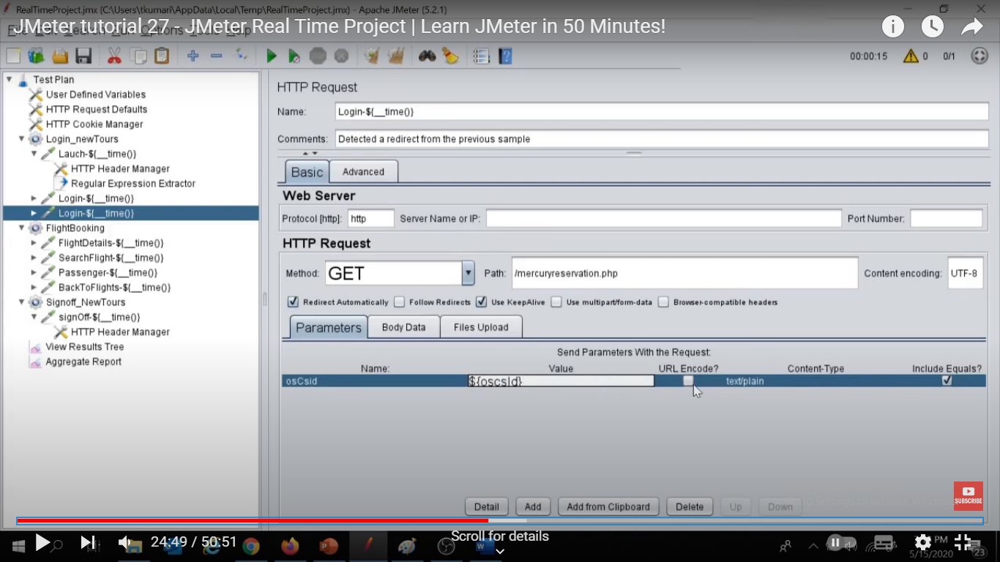 RealTimeProject.jmx (C:\Users\tkumari\AppData\Local\Temp\RealTimeProject.jmx) - Apache JMeter (5.2.1)
JMeter tutorial 27 - JMeter Real Time Project | Learn JMeter in 50 Minutes!
00:00:15 0 0/1
Test Plan
User Defined Variables
HTTP Request Defaults
HTTP Cookie Manager
Login_newTours
Lauch-${__time()}
HTTP Header Manager
Regular Expression Extractor
Login-${__time()}
Login-${__time()}
FlightBooking
FlightDetails-${__time()}
SearchFlight-${__time()}
Passenger-${__time()}
BackToFlights-${__time()}
Signoff_NewTours
signOff-${__time()}
HTTP Header Manager
View Results Tree
Aggregate Report
HTTP Request
Name: Login-${__time()}
Comments: Detected a redirect from the previous sample
Basic Advanced
Web Server
Protocol [http]: http Server Name or IP: Port Number:
HTTP Request
Method: GET Path: /mercuryreservation.php Content encoding: UTF-8
Redirect Automatically Follow Redirects Use KeepAlive Use multipart/form-data Browser-compatible headers
Parameters Body Data Files Upload
Send Parameters With the Request:
Name: Value URL Encode? Content-Type Include Equals?
osCsid ${oscsId} text/plain
Detail Add Add from Clipboard Delete Up Down
SUBSCRIBE
24:49 / 50:51
Scroll for details
PM
5/15/2020
23